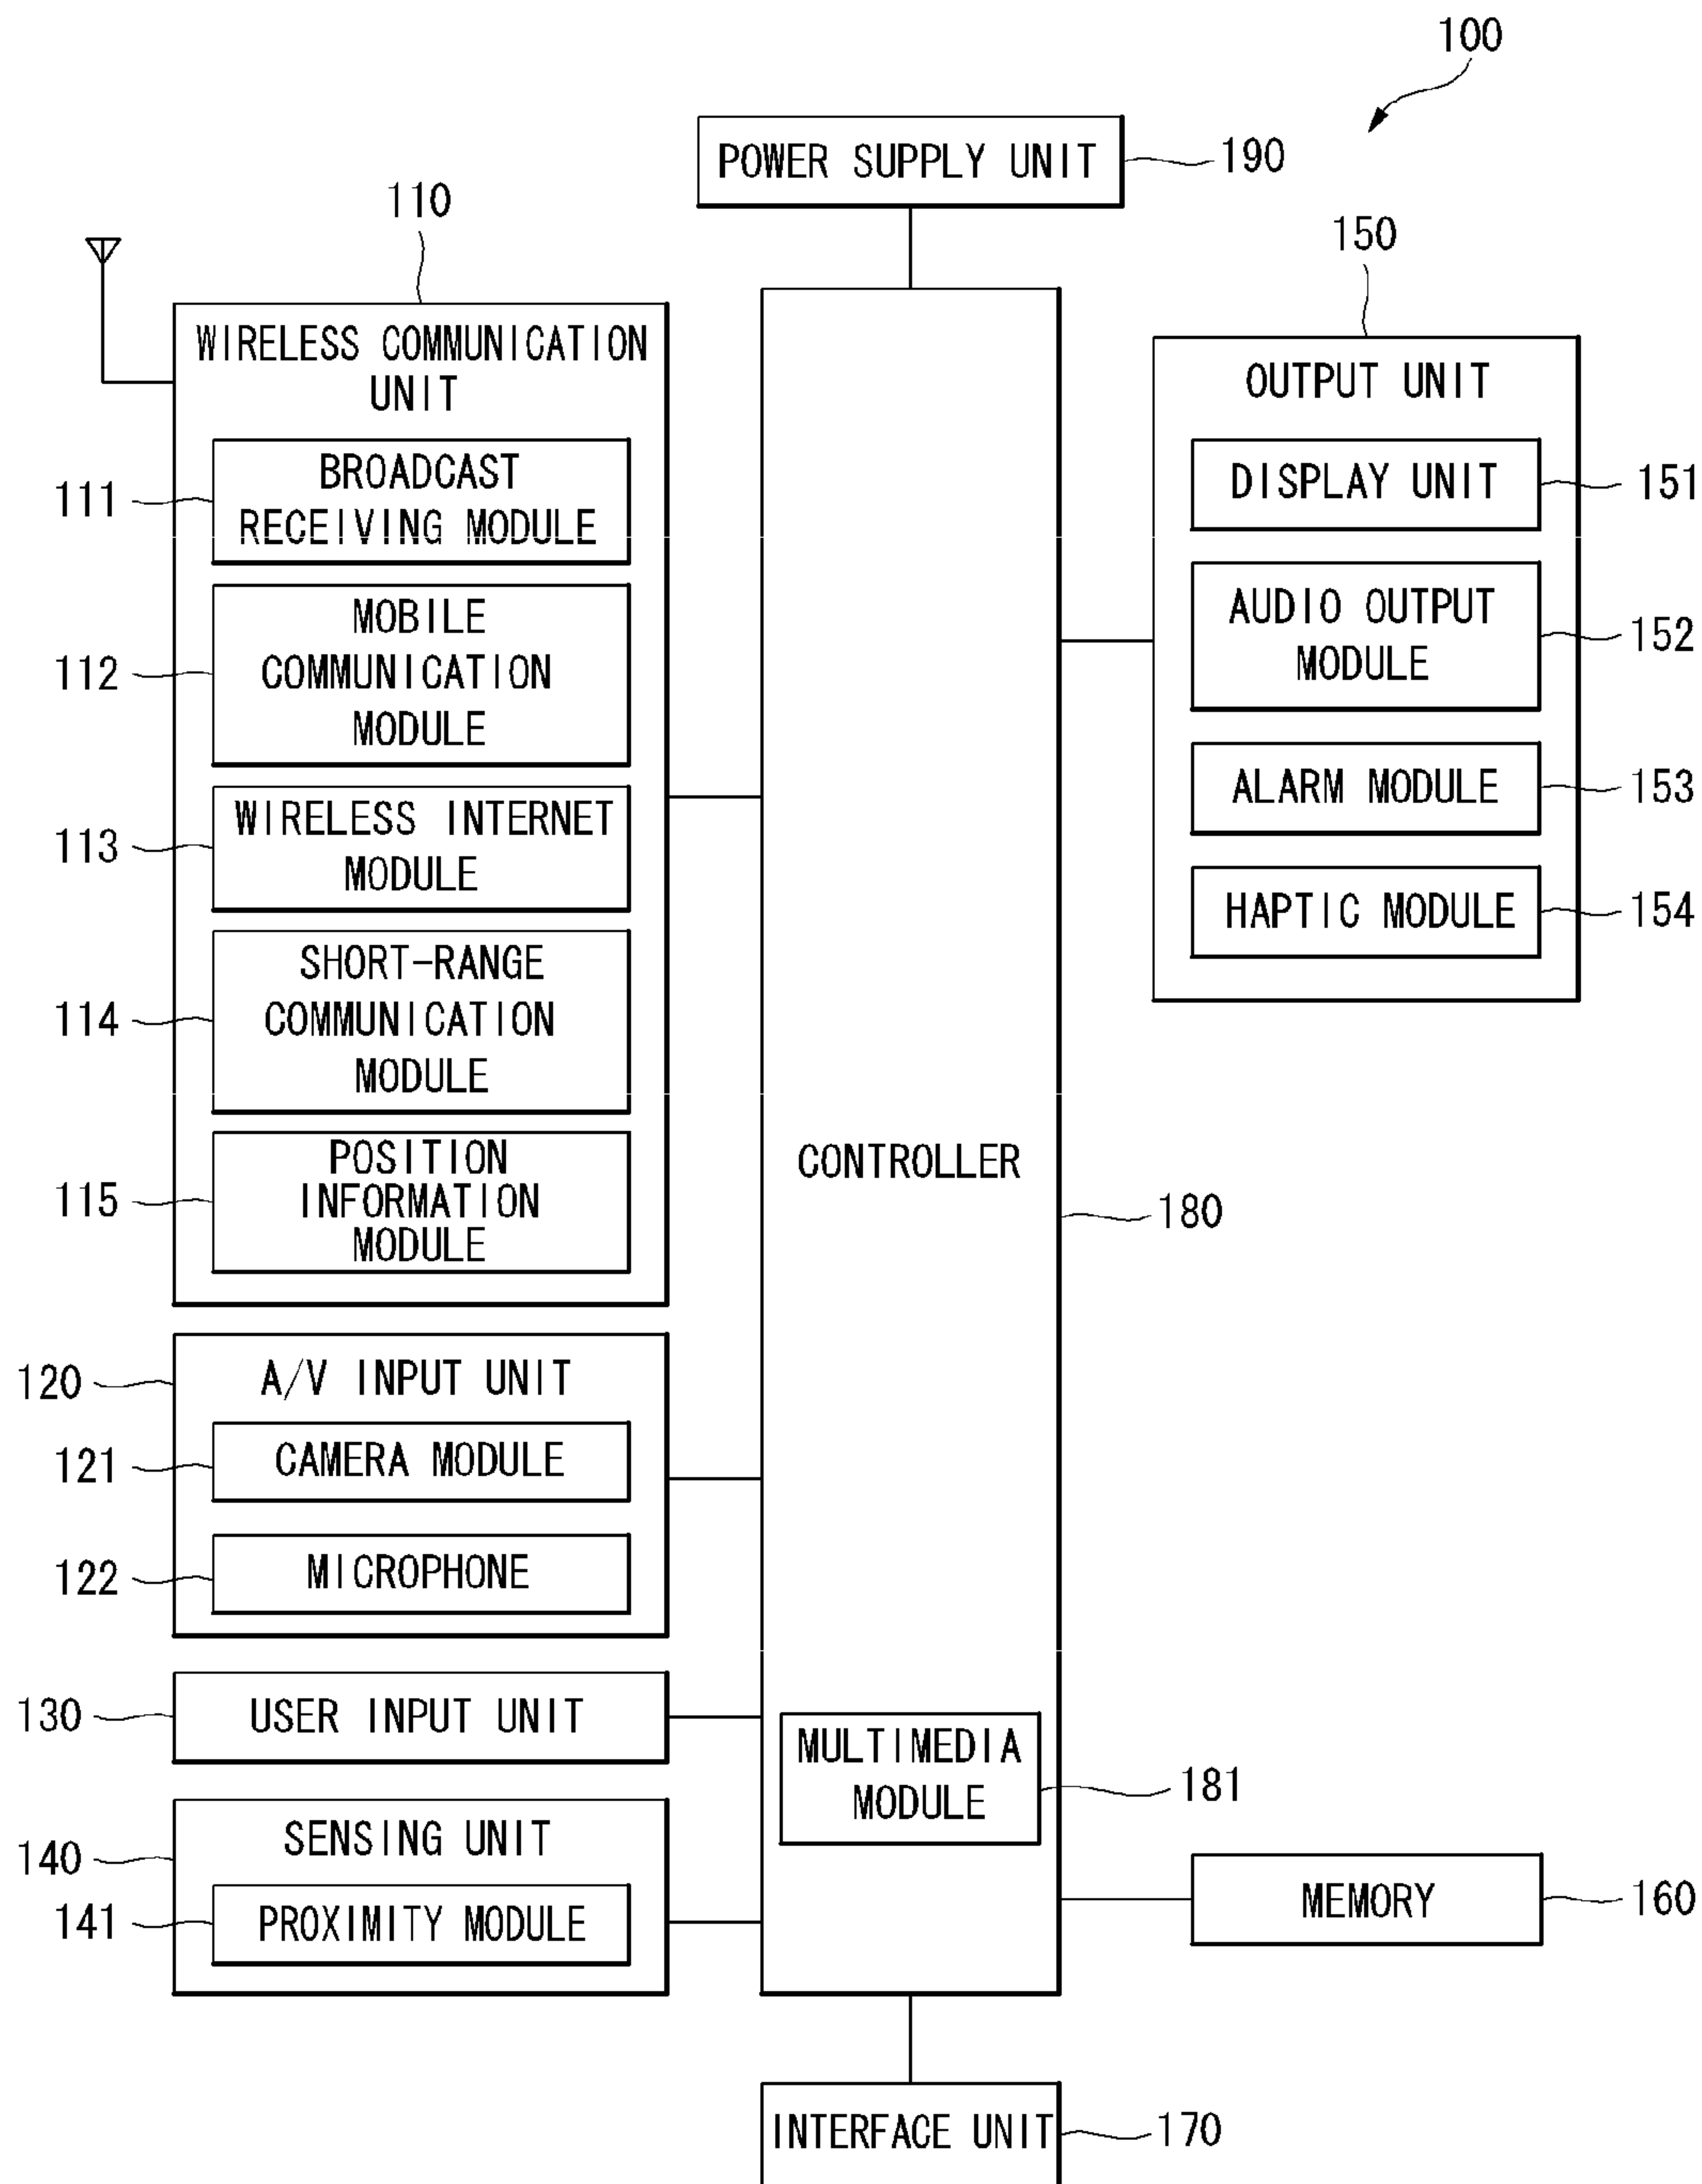 100
POWER SUPPLY UNIT
190
110
150
WIRELESS COMMUNICATION
UNIT
111
BROADCAST
RECEIVING MODULE
112
MOBILE
COMMUNICATION
MODULE
113
WIRELESS INTERNET
MODULE
114
SHORT-RANGE
COMMUNICATION
MODULE
115
POSITION
INFORMATION
MODULE
120
A/V INPUT UNIT
121
CAMERA MODULE
122
MICROPHONE
130
USER INPUT UNIT
140
SENSING UNIT
141
PROXIMITY MODULE
CONTROLLER
180
MULTIMEDIA
MODULE
181
OUTPUT UNIT
DISPLAY UNIT
151
AUDIO OUTPUT
MODULE
152
ALARM MODULE
153
HAPTIC MODULE
154
MEMORY
160
INTERFACE UNIT
170